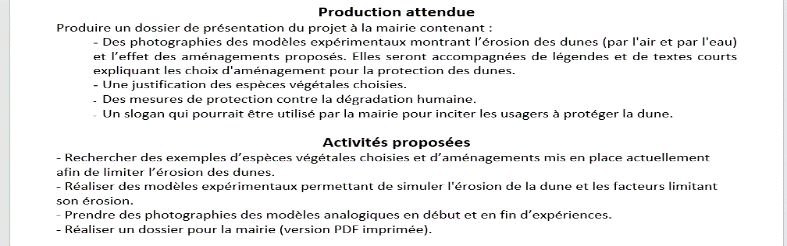 Production attendue
Produire un dossier de présentation du projet à la mairie contenant :
- Des photographies des modèles expérimentaux montrant l'érosion des dunes (par l'air et par l'eau)
et l'effet des aménagements proposés. Elles seront accompagnées de légendes et de textes courts
expliquant les choix d'aménagement pour la protection des dunes.
- Une justification des espèces végétales choisies.
- Des mesures de protection contre la dégradation humaine.
- Un slogan qui pourrait être utilisé par la mairie pour inciter les usagers à protéger la dune.
Activités proposées
- Rechercher des exemples d'espèces végétales choisies et d'aménagements mis en place actuellement
afin de limiter l'érosion des dunes.
- Réaliser des modèles expérimentaux permettant de simuler l'érosion de la dune et les facteurs limitant
son érosion.
- Prendre des photographies des modèles analogiques en début et en fin d'expériences.
- Réaliser un dossier pour la mairie (version PDF imprimée).